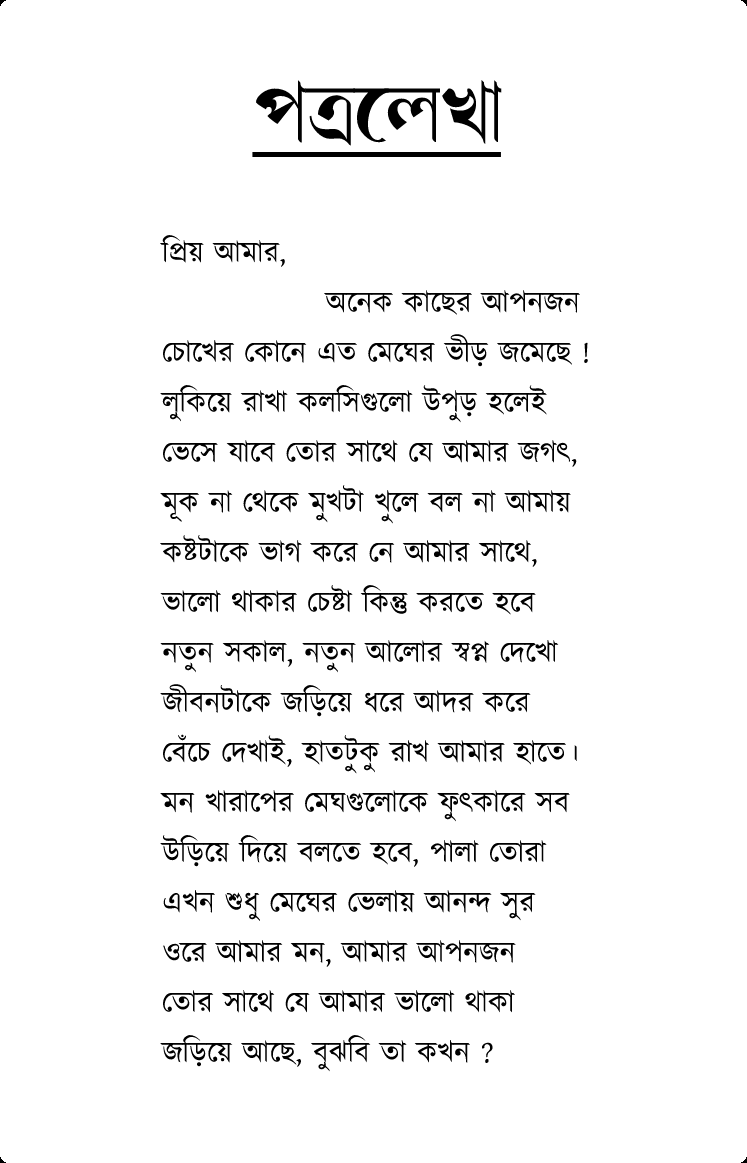 পত্রলেখা
প্রিয় আমার,
অনেক কাছের আপনজন
চোখের কোনে এত মেঘের ভীড় জমেছে !
লুকিয়ে রাখা কলসিগুলো উপুড় হলেই
ভেসে যাবে তোর সাথে যে আমার জগৎ,
মূক না থেকে মুখটা খুলে বল না আমায়
কষ্টটাকে ভাগ করে নে আমার সাথে,
ভালো থাকার চেষ্টা কিন্তু করতে হবে
নতুন সকাল, নতুন আলোর স্বপ্ন দেখো
জীবনটাকে জড়িয়ে ধরে আদর করে
বেঁচে দেখাই, হাতটুকু রাখ আমার হাতে।
মন খারাপের মেঘগুলোকে ফুৎকারে সব
উড়িয়ে দিয়ে বলতে হবে, পালা তোরা
এখন শুধু মেঘের ভেলায় আনন্দ সুর
ওরে আমার মন, আমার আপনজন
তোর সাথে যে আমার ভালো থাকা
জড়িয়ে আছে, বুঝবি তা কখন ?